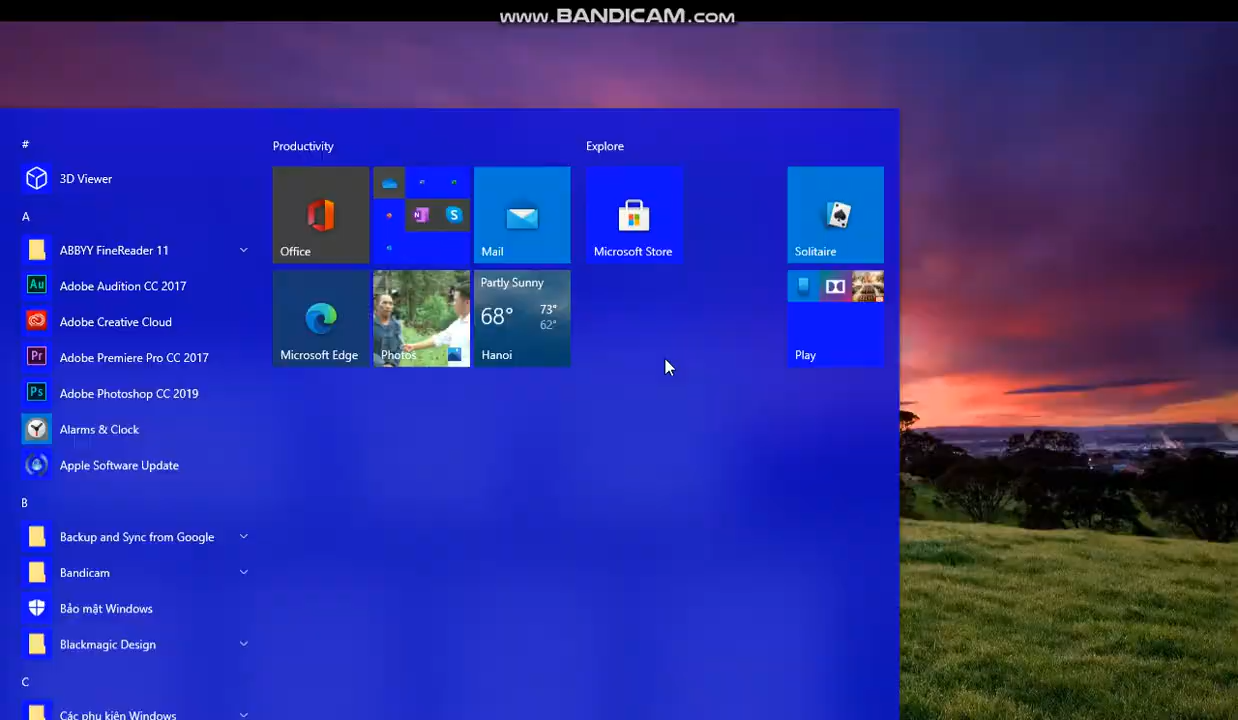 www.BANDICAM.com
#
3D Viewer
A
ABBYY FineReader 11
Adobe Audition CC 2017
Adobe Creative Cloud
Adobe Premiere Pro CC 2017
Adobe Photoshop CC 2019
Alarms & Clock
Apple Software Update
B
Backup and Sync from Google
Bandicam
Bảo mật Windows
Blackmagic Design
C
Các phụ kiện Windows
Productivity
Office
Mail
Microsoft Edge
Photos
Partly Sunny
68° 73°
62°
Hanoi
Explore
Microsoft Store
Solitaire
Play
Au
Pr
Ps
N
S